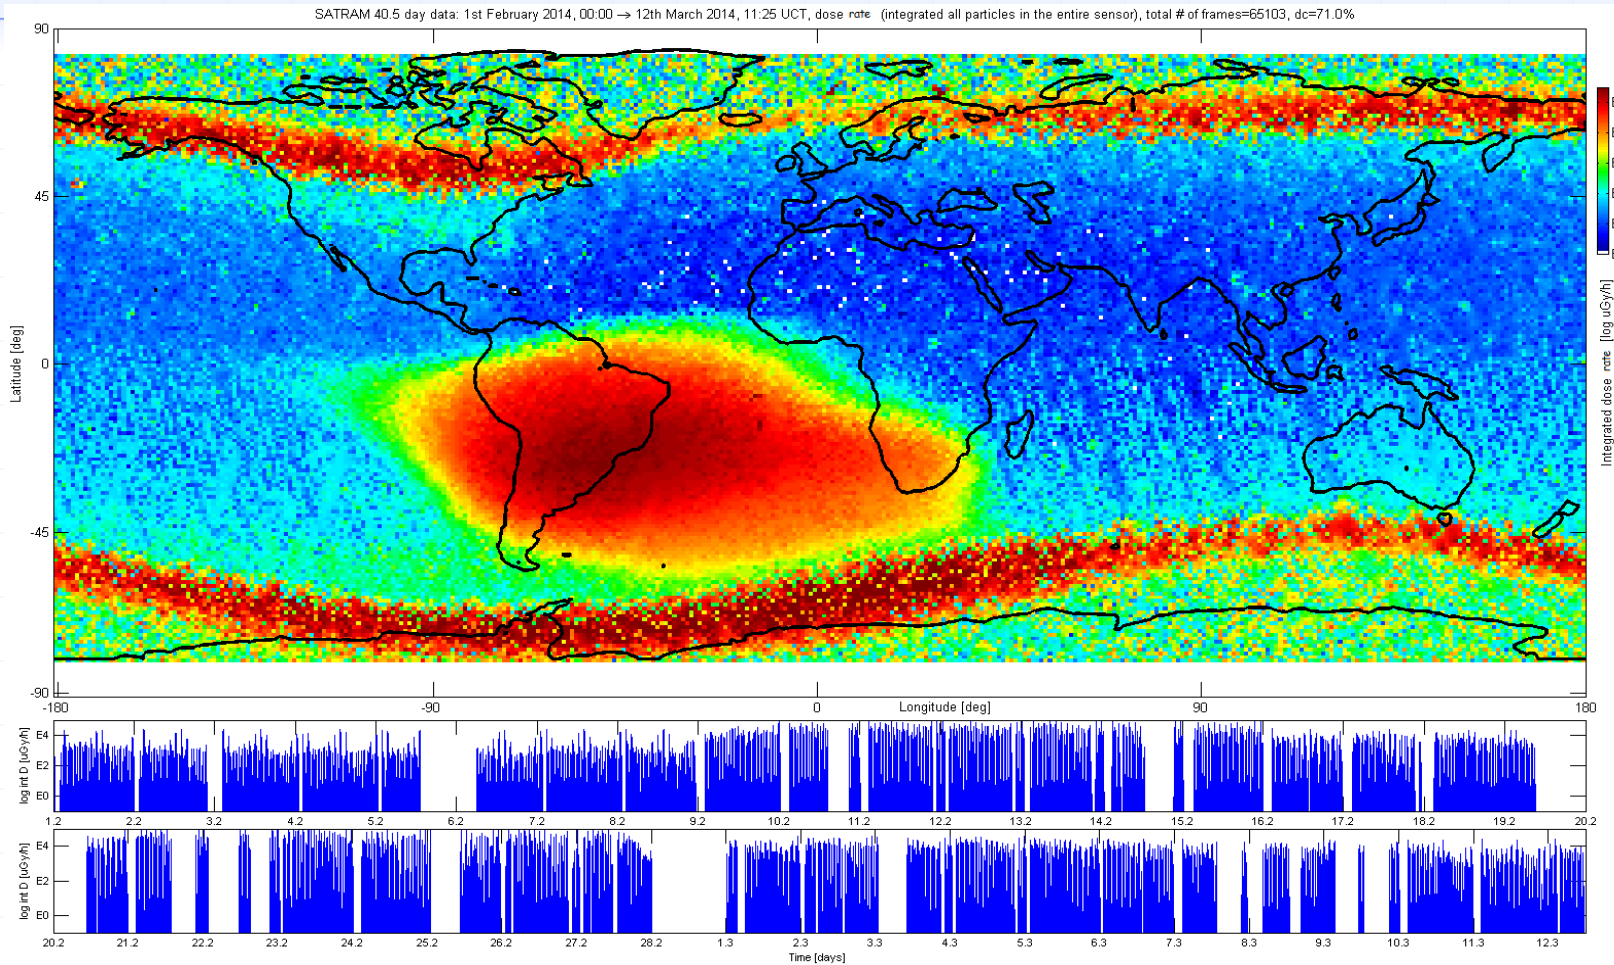 SATRAM 40.5 day data: 1st February 2014, 00:00 → 12th March 2014, 11:25 UCT, dose rate (integrated all particles in the entire sensor), total # of frames=65103, dc=71.0%
90
45
0
-45
-90
Latitude [deg]
-180 -90 0 Longitude [deg] 90 180
Integrated dose rate [log uGy/h]
E4
E2
E0
log int D [uGy/h]
1.2 2.2 3.2 4.2 5.2 6.2 7.2 8.2 9.2 10.2 11.2 12.2 13.2 14.2 15.2 16.2 17.2 18.2 19.2 20.2
E4
E2
E0
log int D [uGy/h]
20.2 21.2 22.2 23.2 24.2 25.2 26.2 27.2 28.2 1.3 2.3 3.3 4.3 5.3 6.3 7.3 8.3 9.3 10.3 11.3 12.3
Time [days]